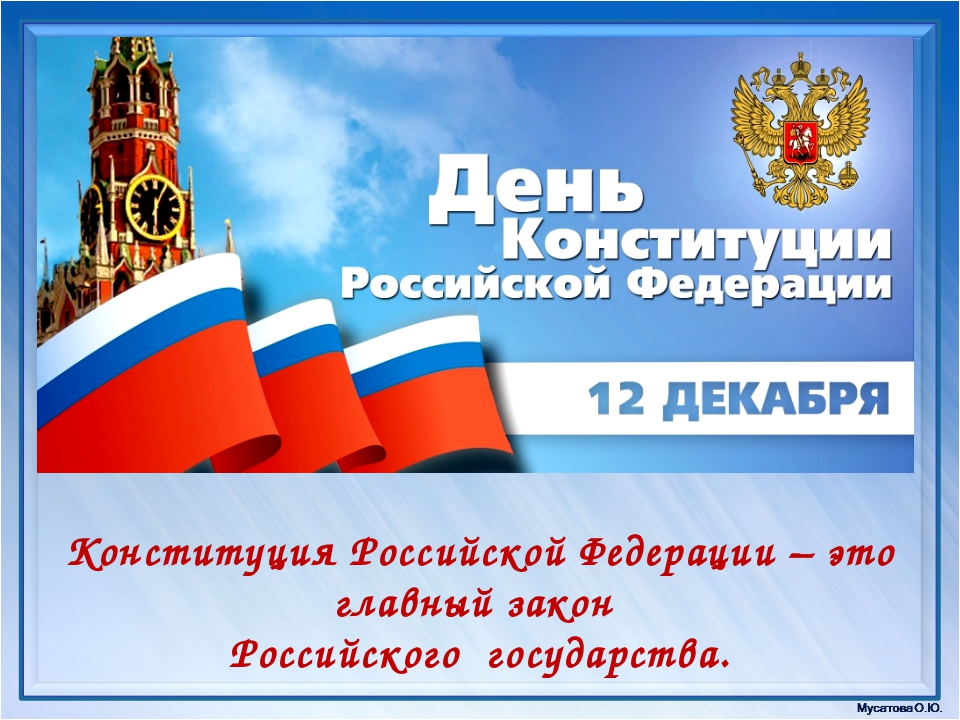 День
Конституции
Российской Федерации
12 ДЕКАБРЯ
Конституция Российской Федерации – это
главный закон
Российского государства.
Мусатова О.Ю.